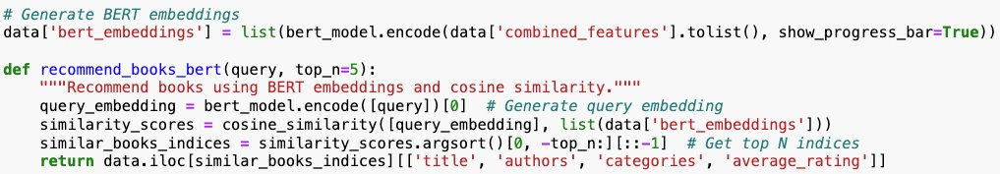 # Generate BERT embeddings
data['bert_embeddings'] = list(bert_model.encode(data['combined_features'].tolist(), show_progress_bar=True))

def recommend_books_bert(query, top_n=5):
    """Recommend books using BERT embeddings and cosine similarity."""
    query_embedding = bert_model.encode([query])[0]  # Generate query embedding
    similarity_scores = cosine_similarity([query_embedding], list(data['bert_embeddings']))
    similar_books_indices = similarity_scores.argsort()[0, -top_n:][::-1]  # Get top N indices
    return data.iloc[similar_books_indices][['title', 'authors', 'categories', 'average_rating']]